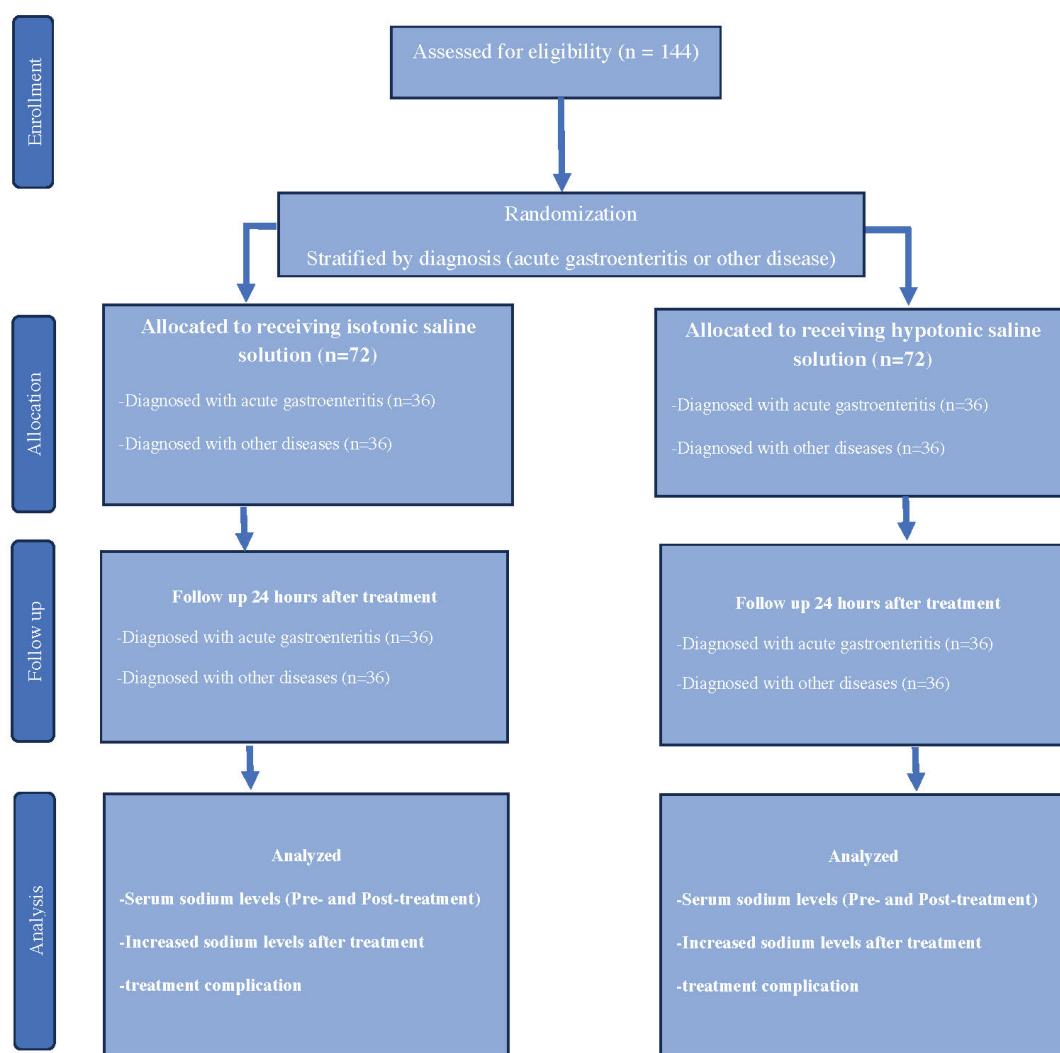 Enrollment
Assessed for eligibility (n = 144)
Randomization
Stratified by diagnosis (acute gastroenteritis or other disease)
Allocation
Allocated to receiving isotonic saline
solution (n=72)
-Diagnosed with acute gastroenteritis (n=36)
-Diagnosed with other diseases (n=36)
Allocated to receiving hypotonic saline
solution (n=72)
-Diagnosed with acute gastroenteritis (n=36)
-Diagnosed with other diseases (n=36)
Follow up
Follow up 24 hours after treatment
-Diagnosed with acute gastroenteritis (n=36)
-Diagnosed with other diseases (n=36)
Follow up 24 hours after treatment
-Diagnosed with acute gastroenteritis (n=36)
-Diagnosed with other diseases (n=36)
Analysis
Analyzed
-Serum sodium levels (Pre- and Post-treatment)
-Increased sodium levels after treatment
-treatment complication
Analyzed
-Serum sodium levels (Pre- and Post-treatment)
-Increased sodium levels after treatment
-treatment complication